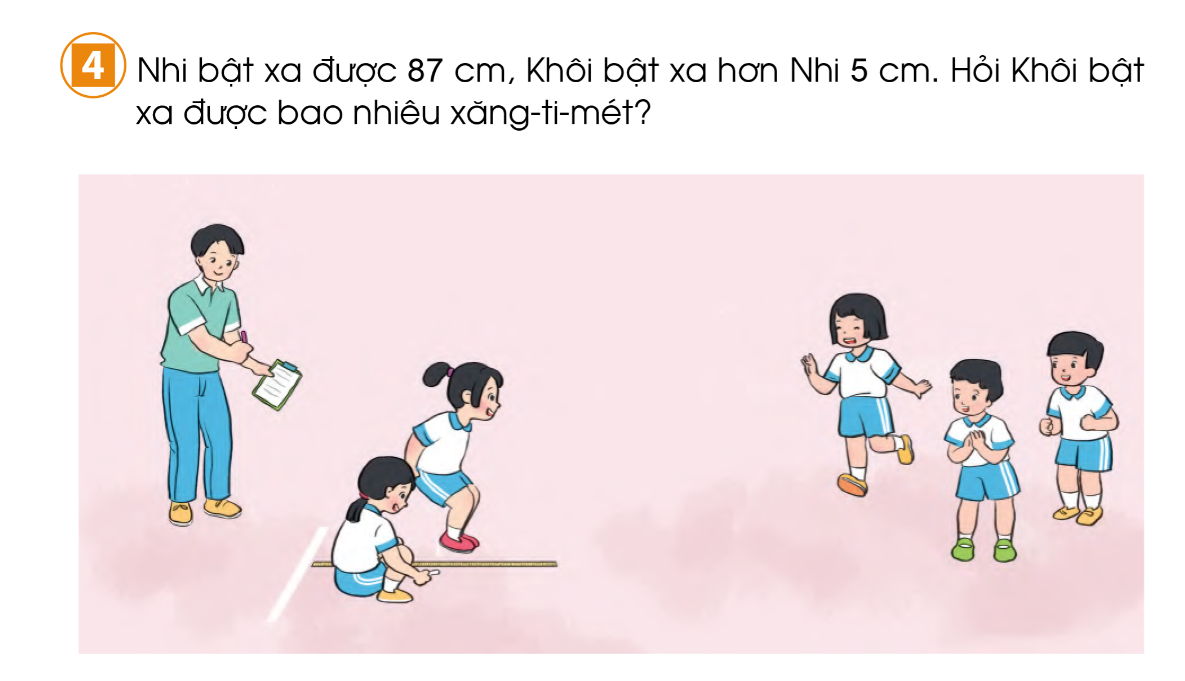 4 Nhi bật xa được 87 cm, Khôi bật xa hơn Nhi 5 cm. Hỏi Khôi bật
xa được bao nhiêu xăng-ti-mét?